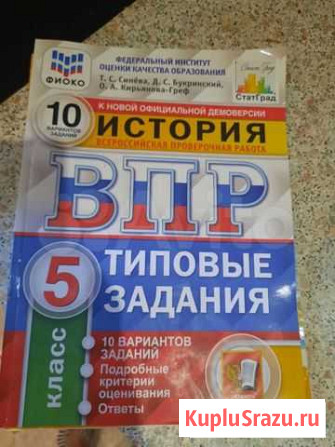 ФИОКО
ФЕДЕРАЛЬНЫЙ ИНСТИТУТ
ОЦЕНКИ КАЧЕСТВА ОБРАЗОВАНИЯ
Т. С. Синёва, Д. С. Букринский,
О. А. Кирьянова-Греф
СтатГрад
К НОВОЙ ОФИЦИАЛЬНОЙ ДЕМОВЕРСИИ
10
ВАРИАНТОВ
ЗАДАНИЙ
ИСТОРИЯ
ВСЕРОССИЙСКАЯ ПРОВЕРОЧНАЯ РАБОТА
ВПР
5
класс
ТИПОВЫЕ
ЗАДАНИЯ
10 ВАРИАНТОВ
ЗАДАНИЙ
Подробные
критерии
оценивания
Ответы
KupluSrazu.ru